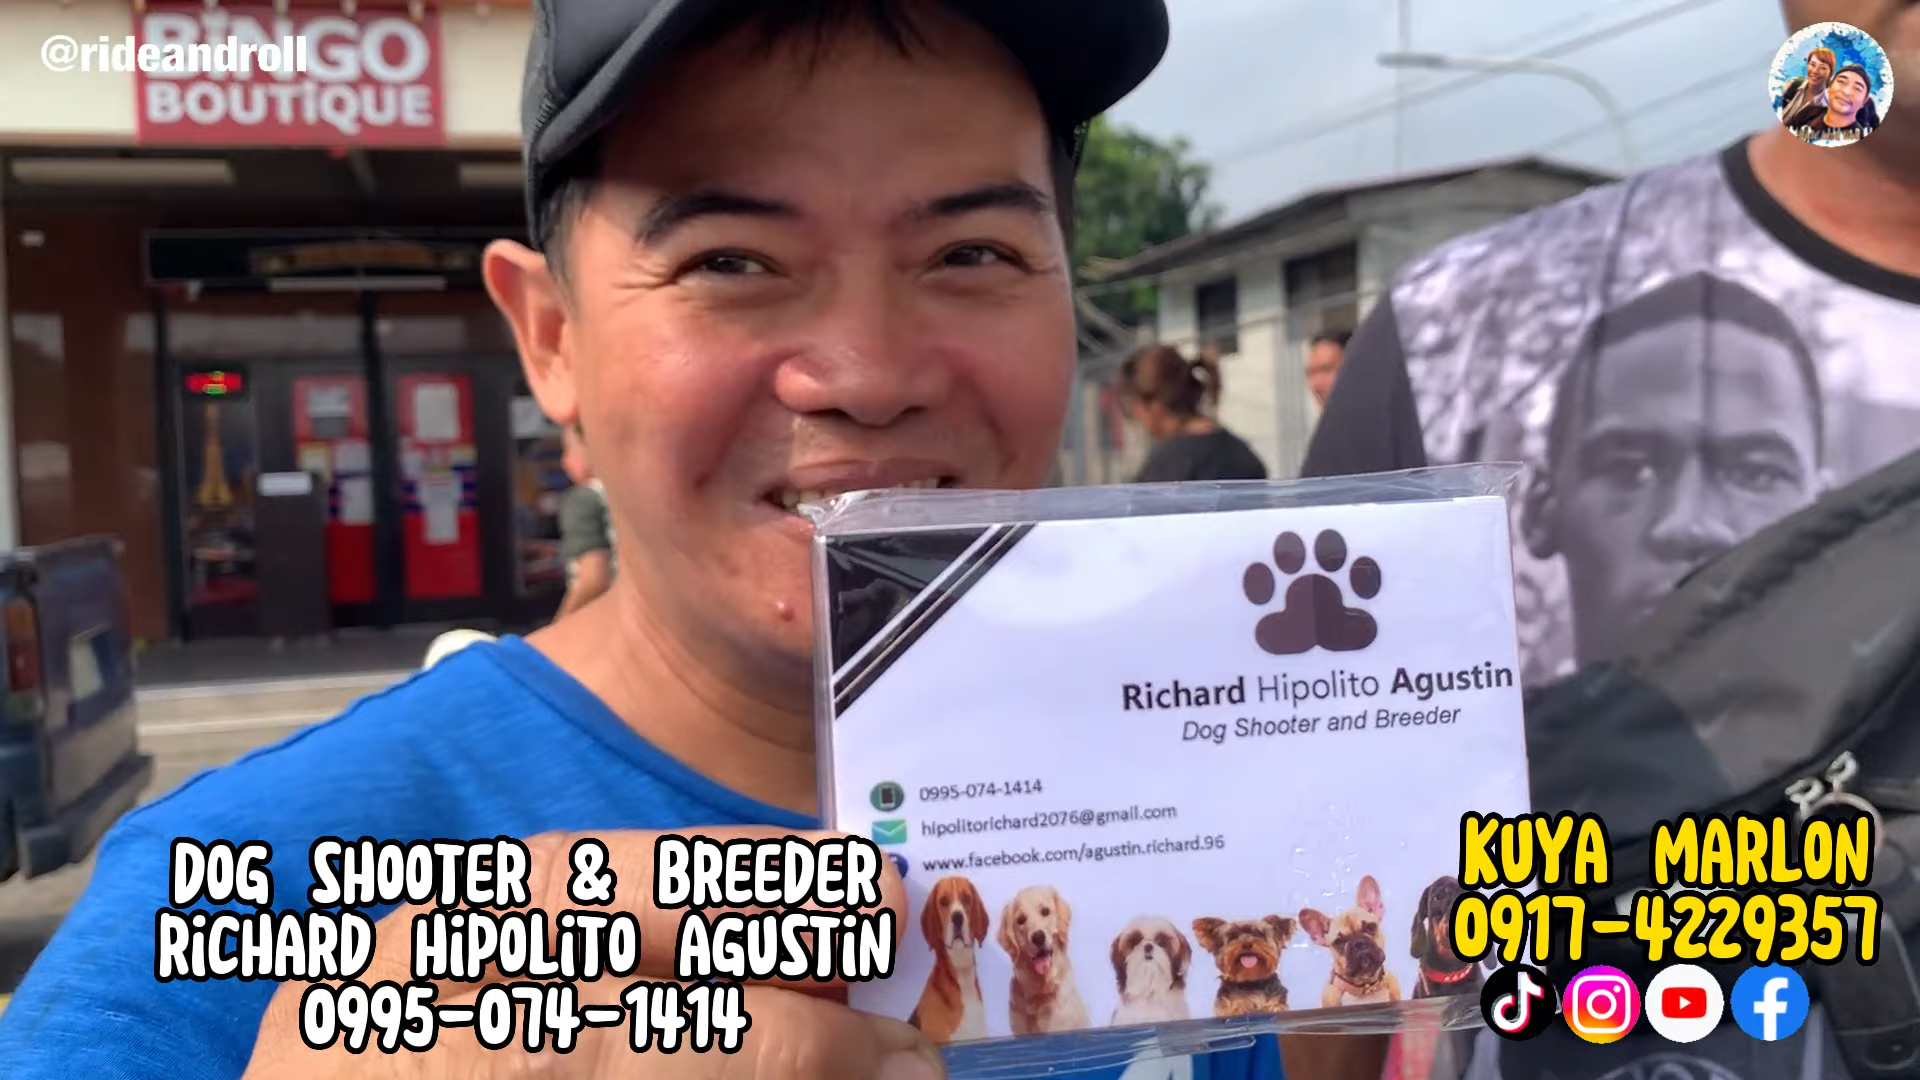 @rideandroll
BiNGO
BOUTiQUE
Richard Hipolito Agustin
Dog Shooter and Breeder
0995-074-1414
hipolitorichard2076@gmail.com
www.facebook.com/agustin.richard.96
DOG SHOOTER & BREEDER
RiCHARD HiPOLiTO AGUSTiN
0995-074-1414
KUYA MARLON
0917-4229357